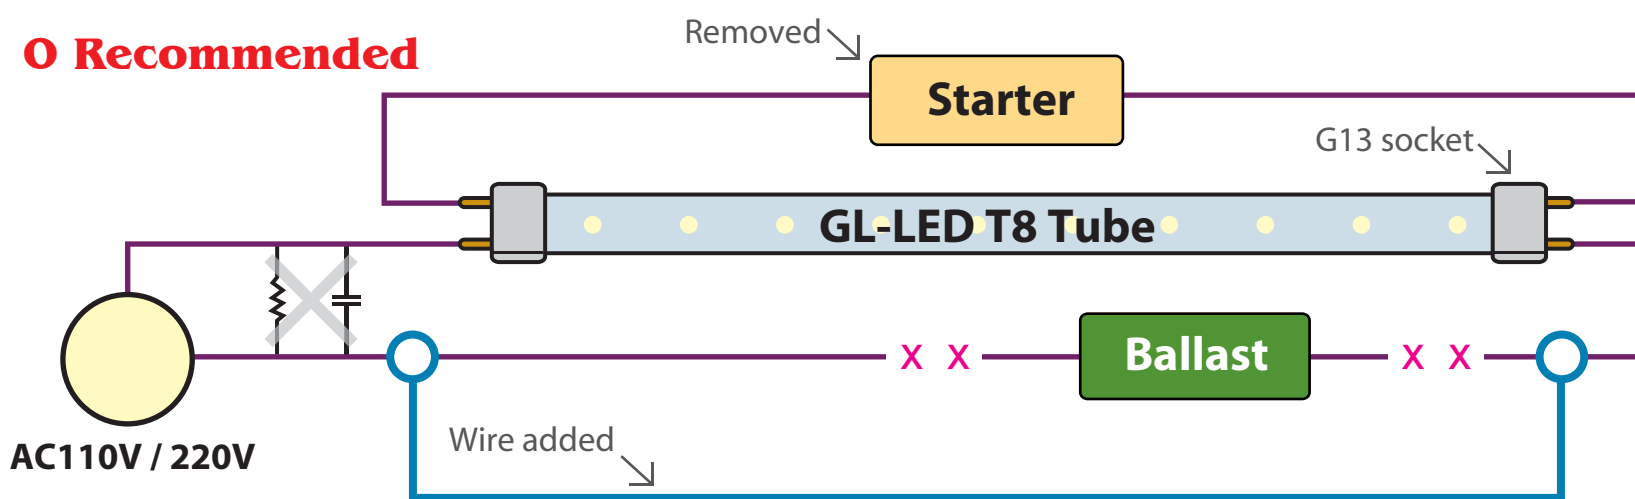 O Recommended
Removed
Starter
G13 socket
GL-LED T8 Tube
X X
Ballast
X X
AC110V / 220V
Wire added